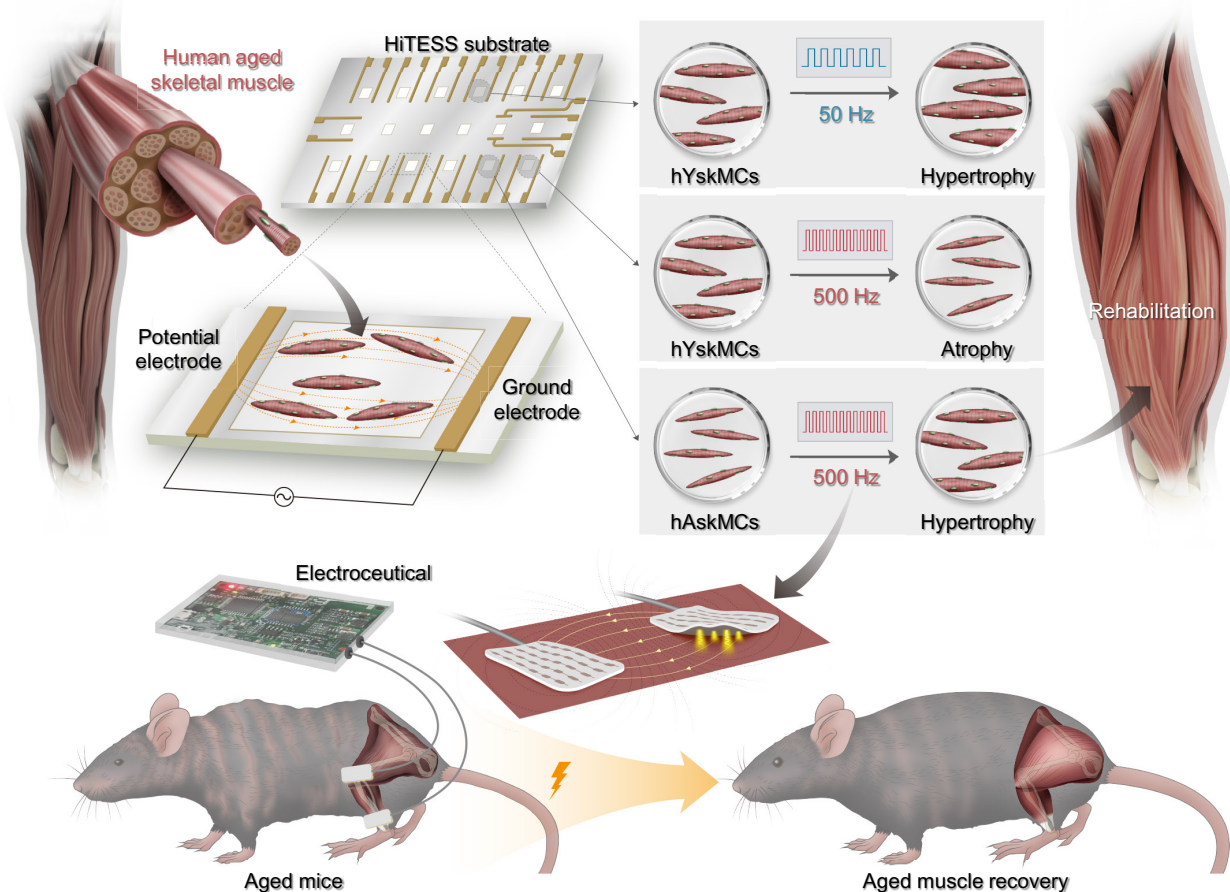 Human aged
skeletal muscle
HiTESS substrate
50 Hz
hYskMCs
Hypertrophy
500 Hz
hYskMCs
Atrophy
500 Hz
hAskMCs
Hypertrophy
Rehabilitation
Potential
electrode
Ground
electrode
Electroceutical
Aged mice
Aged muscle recovery